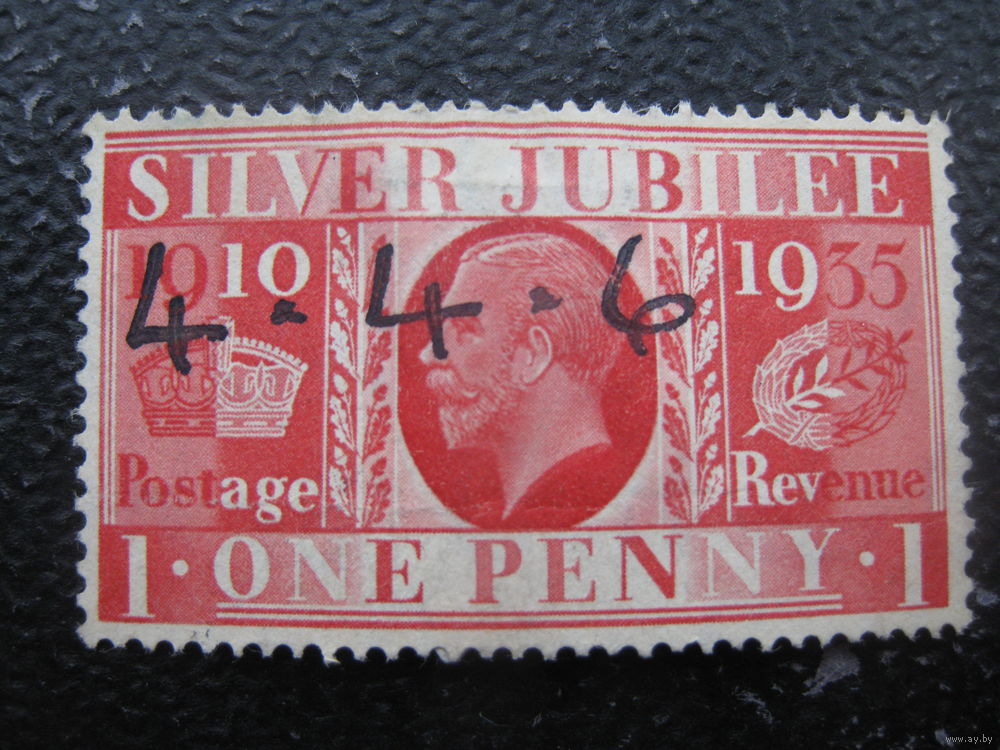 SILVER JUBILEE
1910 1935
4-4-6
Postage Revenue
1·ONE PENNY·1
www.ay.by